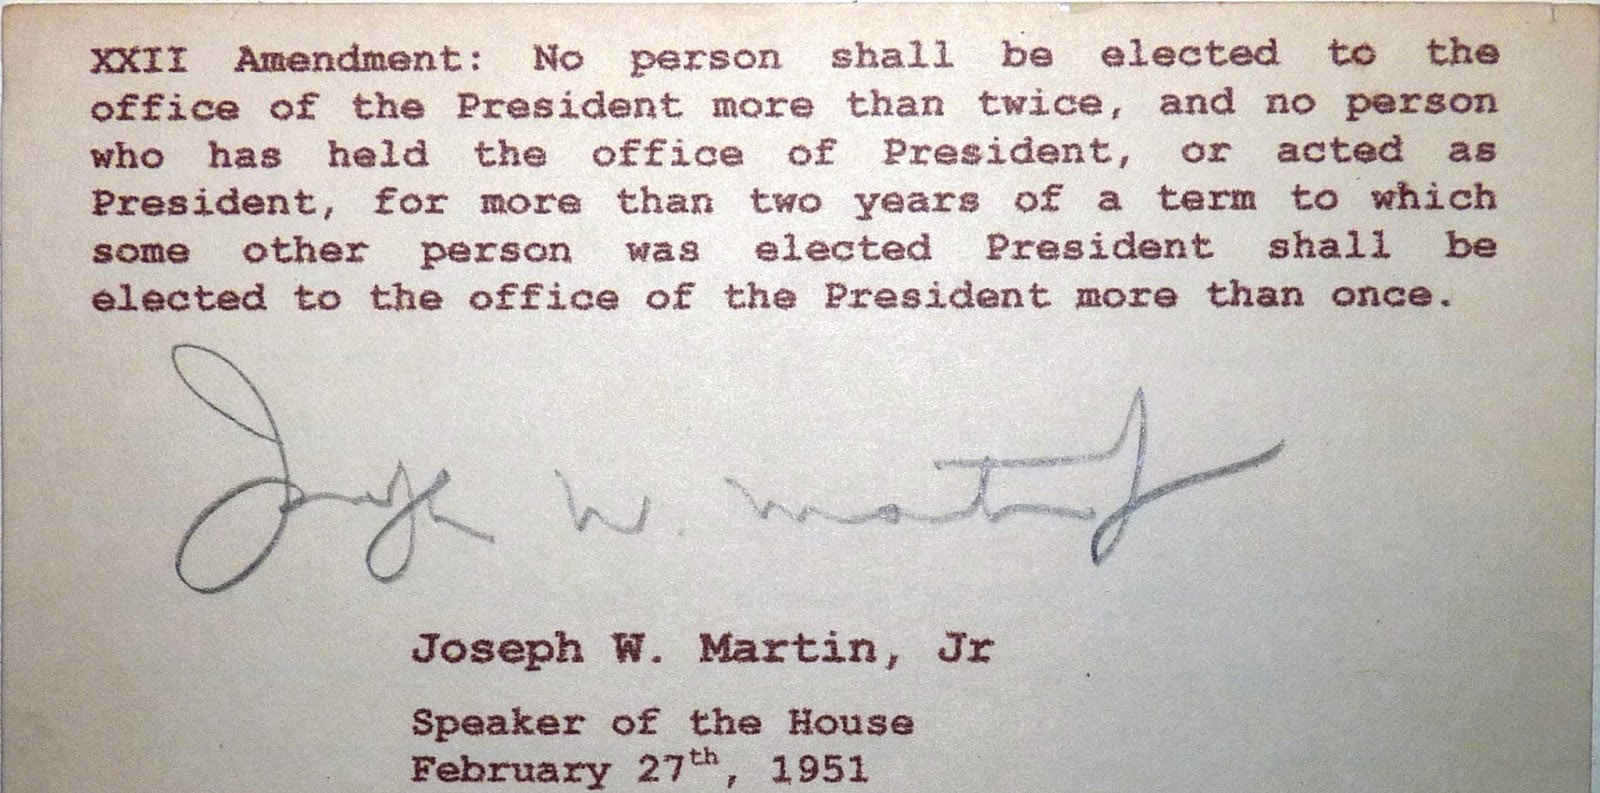 XXII Amendment: No person shall be elected to the
office of the President more than twice, and no person
who has held the office of President, or acted as
President, for more than two years of a term to which
some other person was elected President shall be
elected to the office of the President more than once.
Joseph W. Martin Jr
Joseph W. Martin, Jr
Speaker of the House
February 27th, 1951